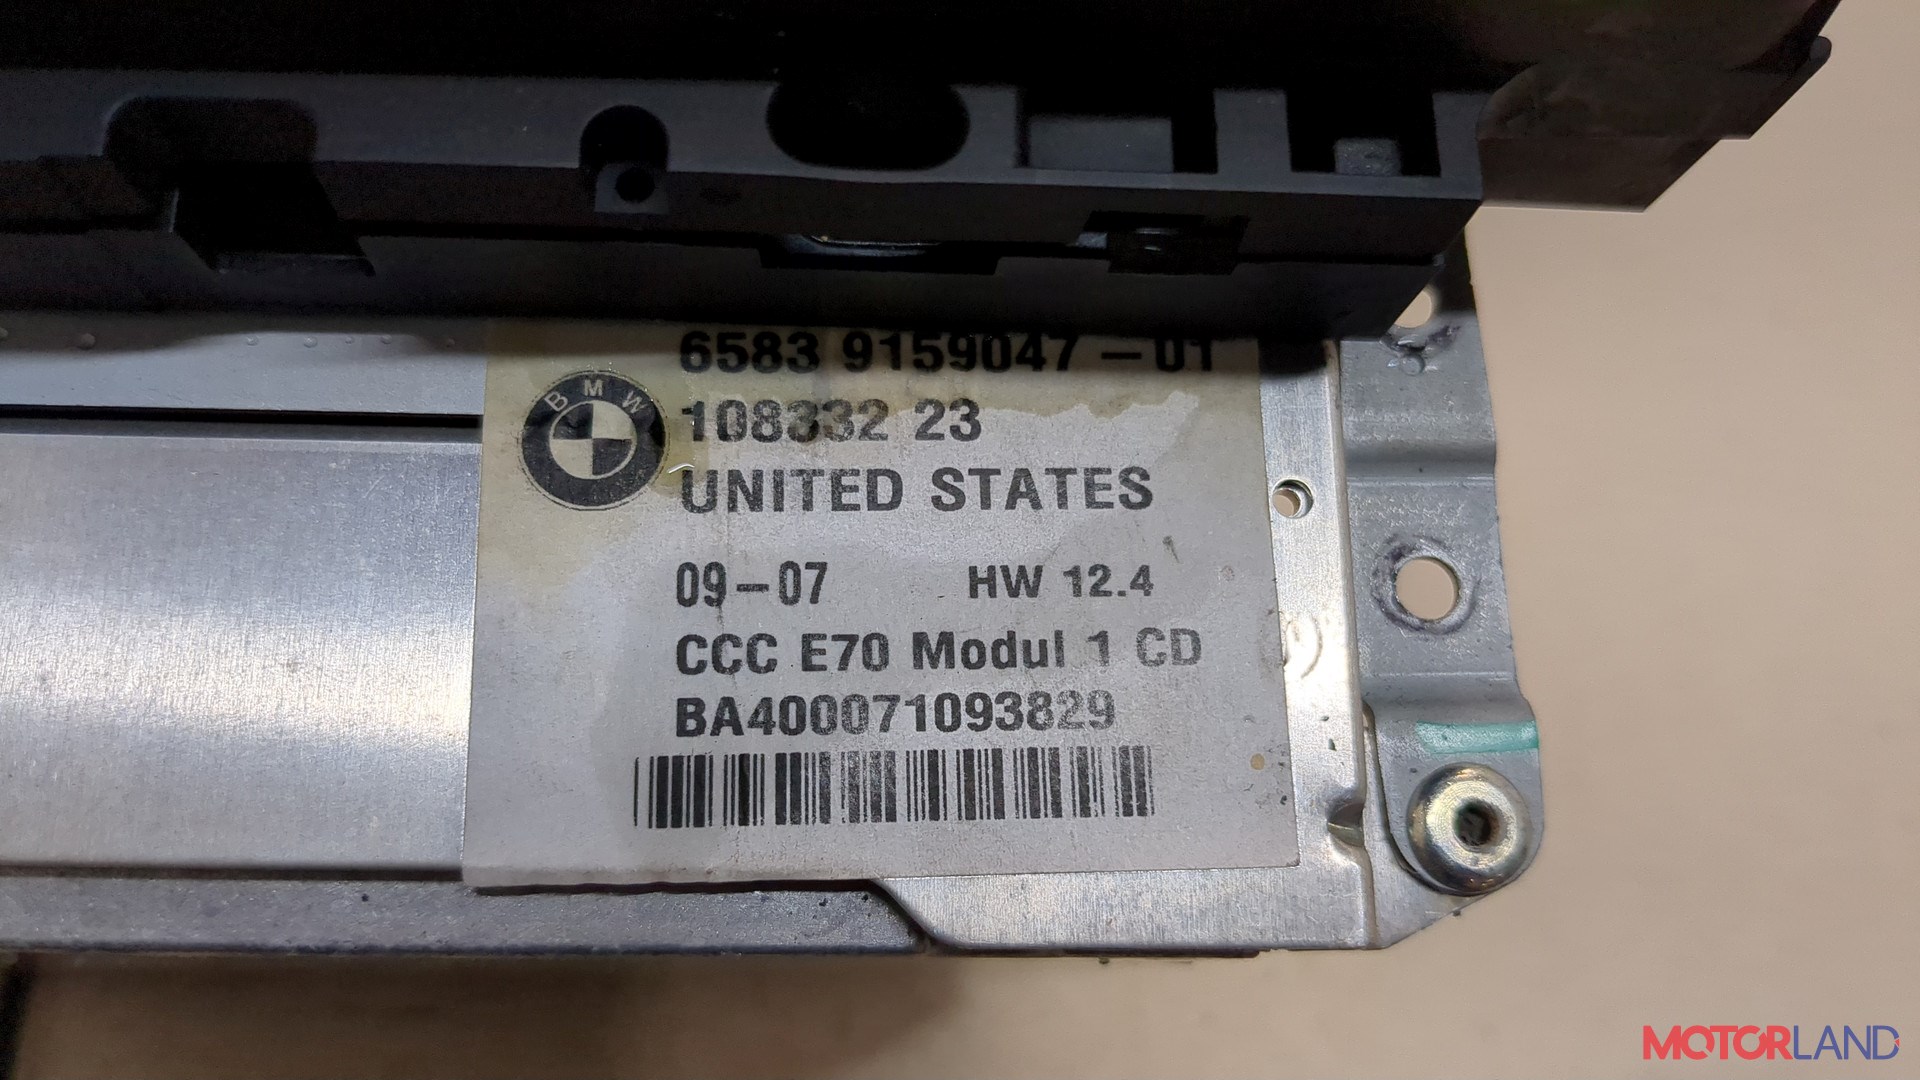 6583 9159047-01
BMW
108332 23
UNITED STATES
09-07 HW 12.4
CCC E70 Modul 1 CD
BA400071093829
MOTORLAND